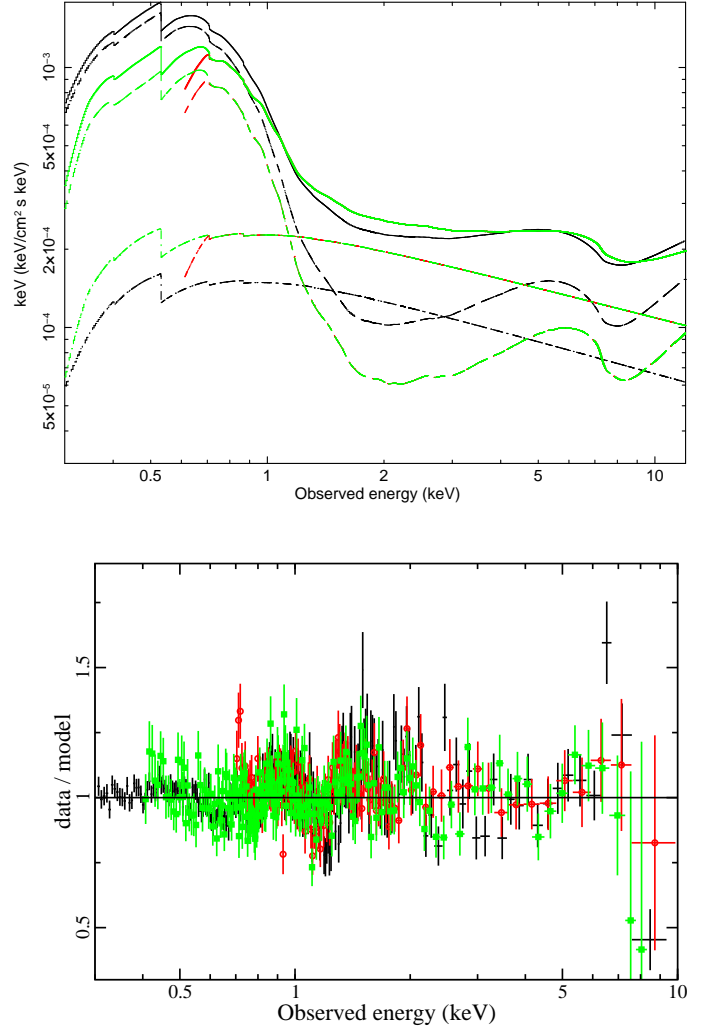 10⁻³
5×10⁻⁴
2×10⁻⁴
10⁻⁴
5×10⁻⁵
keV (keV/cm² s keV)
0.5 1 2 5 10
Observed energy (keV)
1.5
1
0.5
data / model
0.5 1 2 5 10
Observed energy (keV)